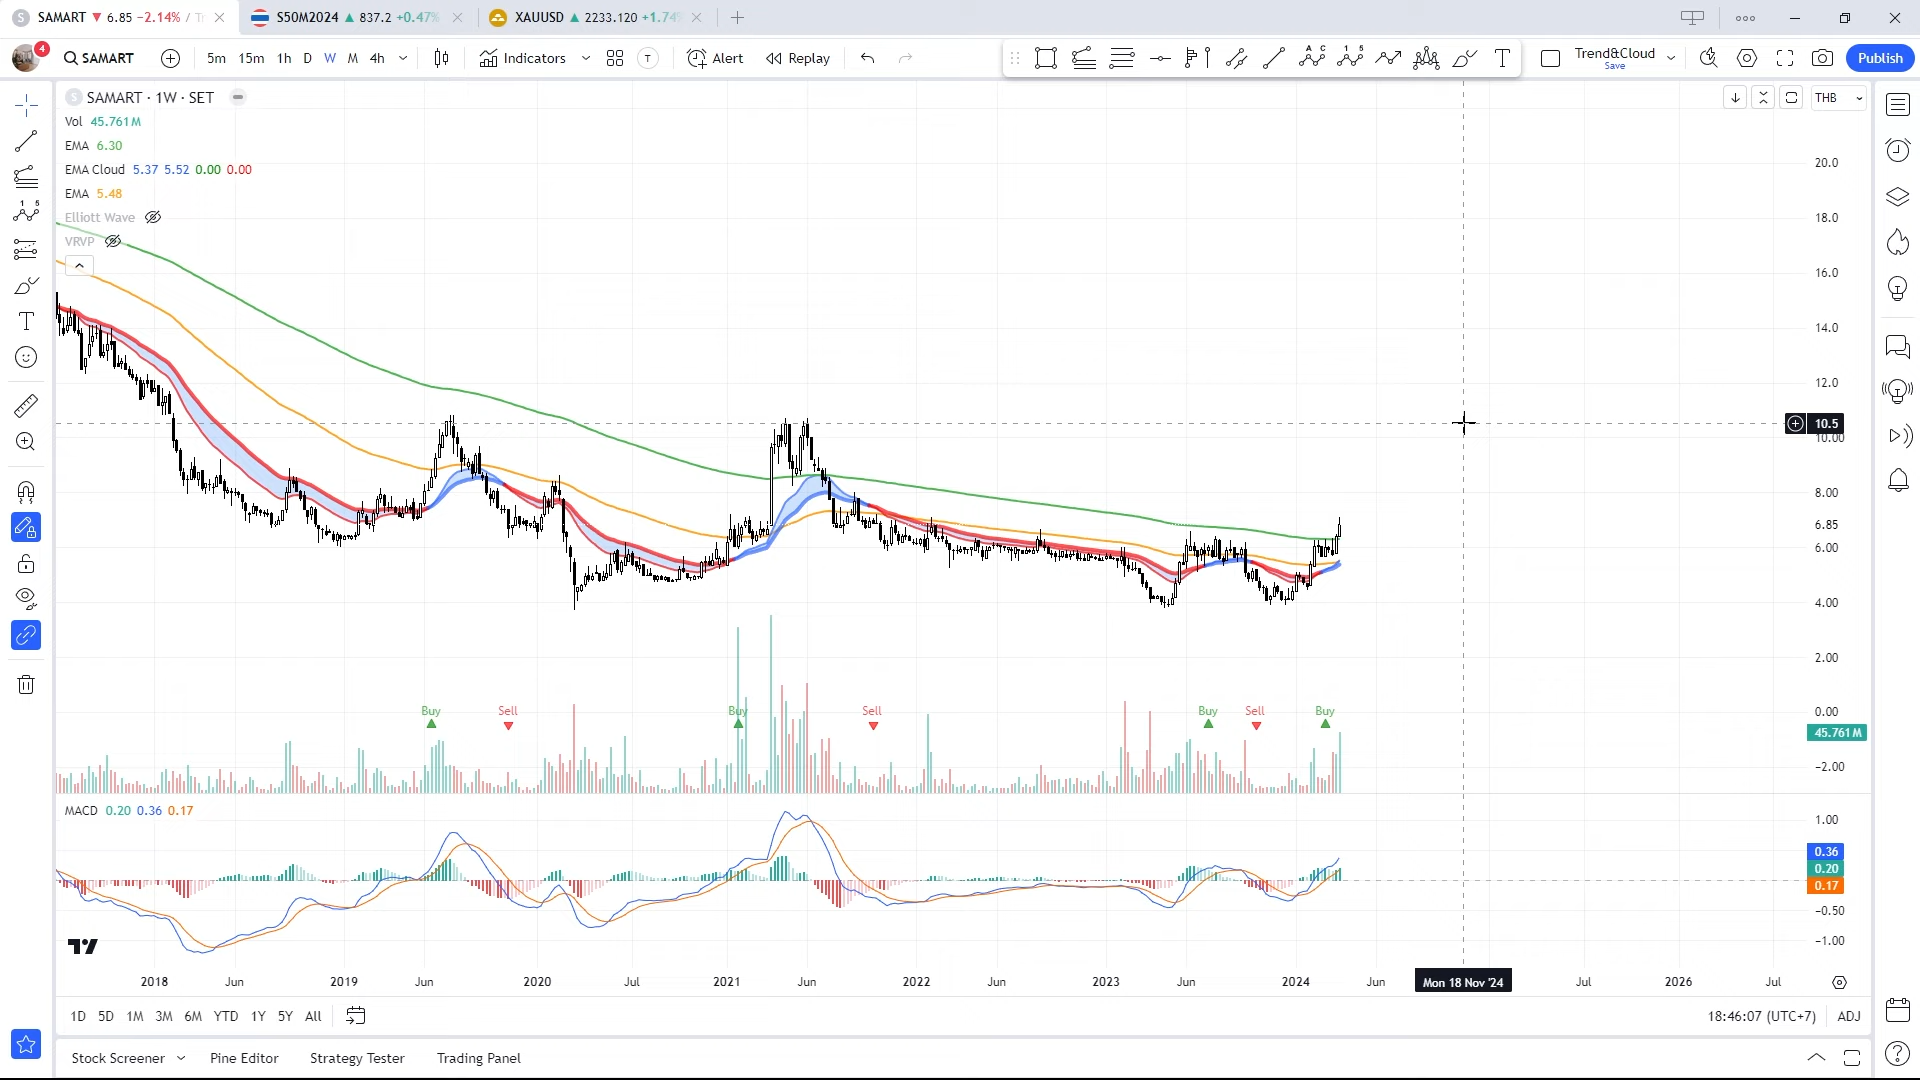 SAMART ▼ 6.85 −2.14% / Tr
S50M2024 ▲ 837.2 +0.47%
XAUUSD ▲ 2233.120 +1.74%
4
SAMART
5m 15m 1h D W M 4h
Indicators
T
Alert
Replay
Trend&Cloud
Save
Publish
S SAMART · 1W · SET
THB
Vol 45.761 M
EMA 6.30
EMA Cloud 5.37 5.52 0.00 0.00
EMA 5.48
Elliott Wave
VRVP
20.0
18.0
16.0
14.0
12.0
10.5
10.00
8.00
6.85
6.00
4.00
2.00
0.00
45.761 M
−2.00
Buy Sell Buy Sell Buy Sell Buy
MACD 0.20 0.36 0.17
1.00
0.36
0.20
0.17
−0.50
−1.00
2018 Jun 2019 Jun 2020 Jul 2021 Jun 2022 Jun 2023 Jun 2024 Jun Mon 18 Nov '24 Jul 2026 Jul
1D 5D 1M 3M 6M YTD 1Y 5Y All
18:46:07 (UTC+7) ADJ
Stock Screener Pine Editor Strategy Tester Trading Panel